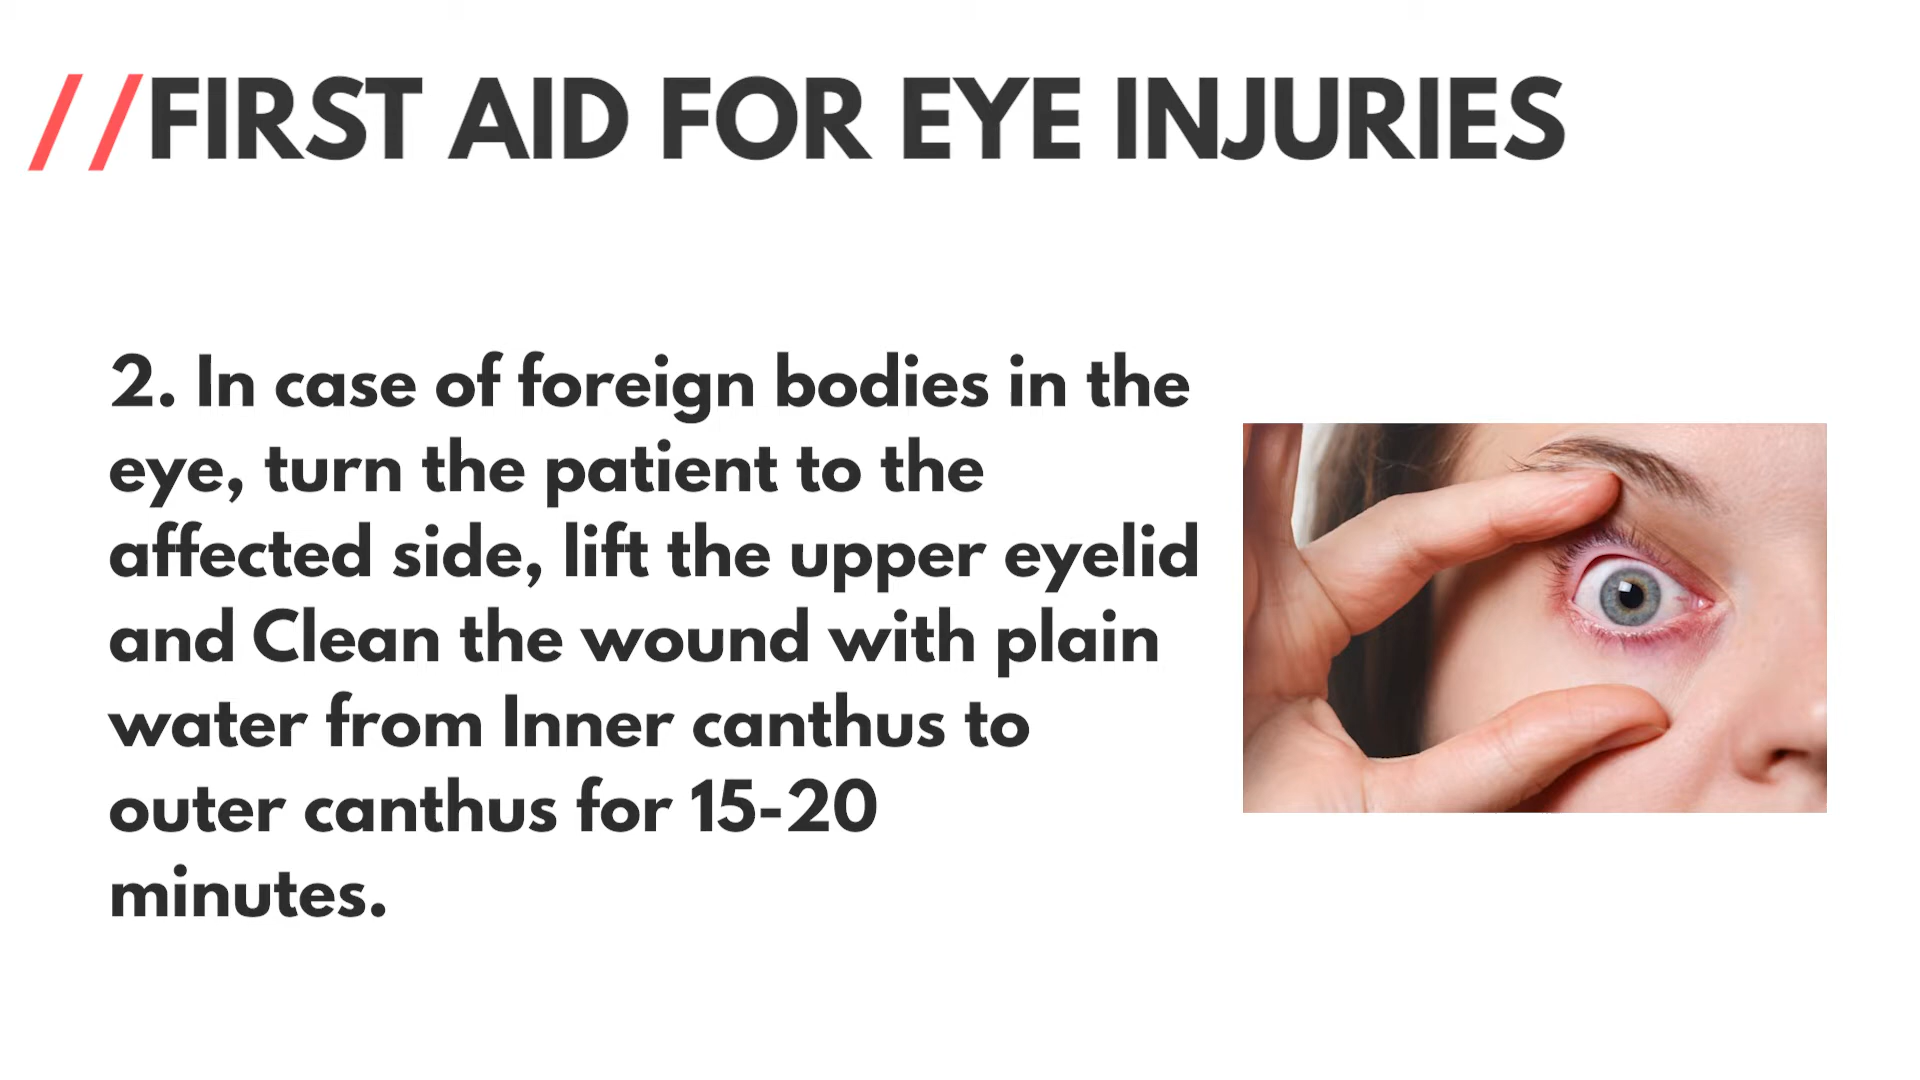 //FIRST AID FOR EYE INJURIES
2. In case of foreign bodies in the
eye, turn the patient to the
affected side, lift the upper eyelid
and Clean the wound with plain
water from Inner canthus to
outer canthus for 15-20
minutes.